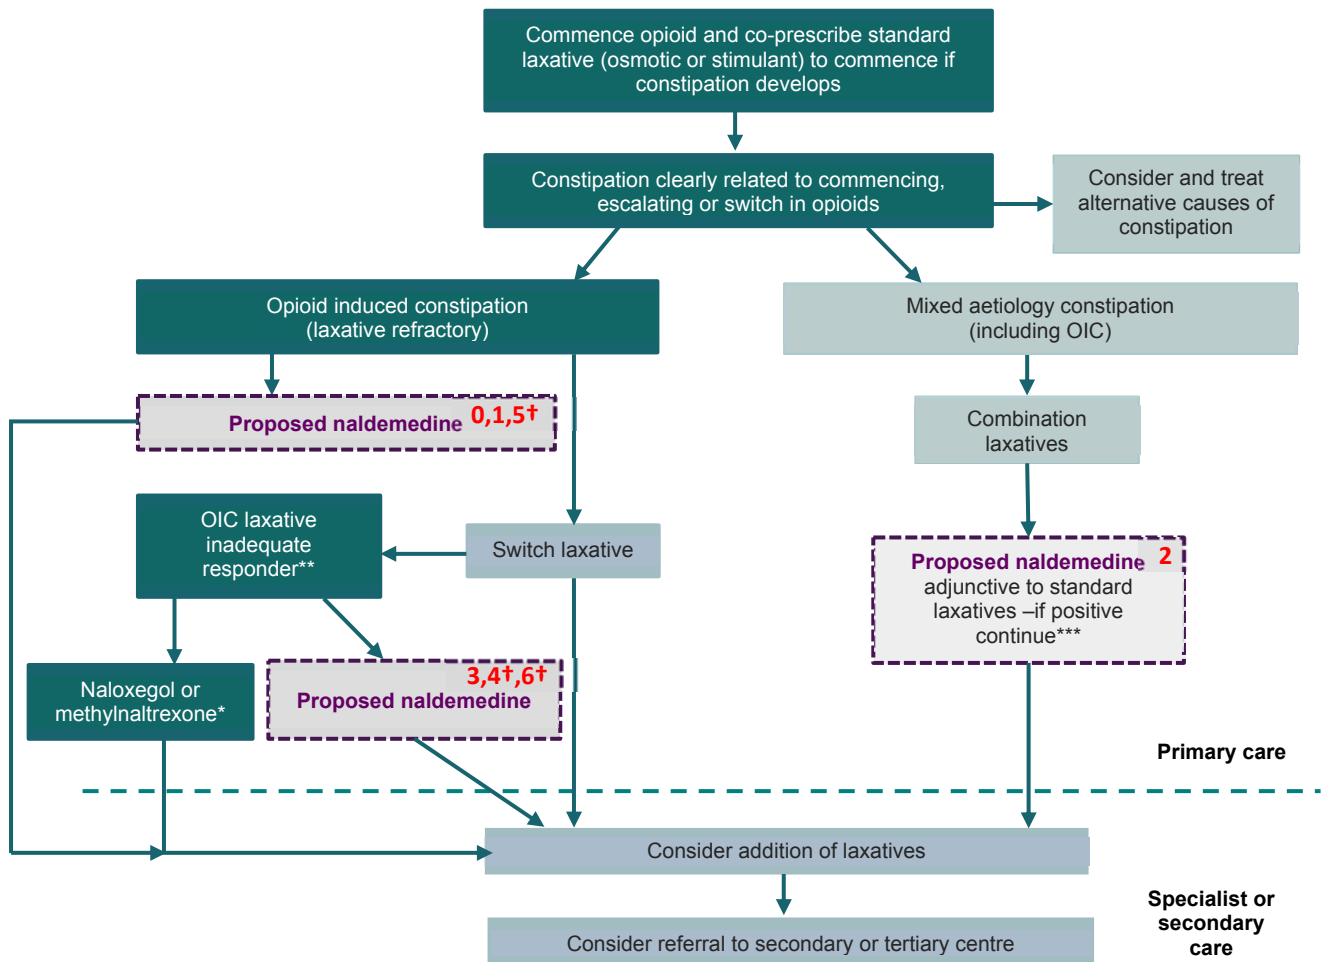 Commence opioid and co-prescribe standard
laxative (osmotic or stimulant) to commence if
constipation develops
Constipation clearly related to commencing,
escalating or switch in opioids
Consider and treat
alternative causes of
constipation
Opioid induced constipation
(laxative refractory)
Mixed aetiology constipation
(including OIC)
Proposed naldemedine 0,1,5†
Combination
laxatives
OIC laxative
inadequate
responder**
Switch laxative
Proposed naldemedine 2
adjunctive to standard
laxatives –if positive
continue***
Naloxegol or
methylnaltrexone*
3,4†,6†
Proposed naldemedine
Primary care
Consider addition of laxatives
Specialist or
secondary
care
Consider referral to secondary or tertiary centre